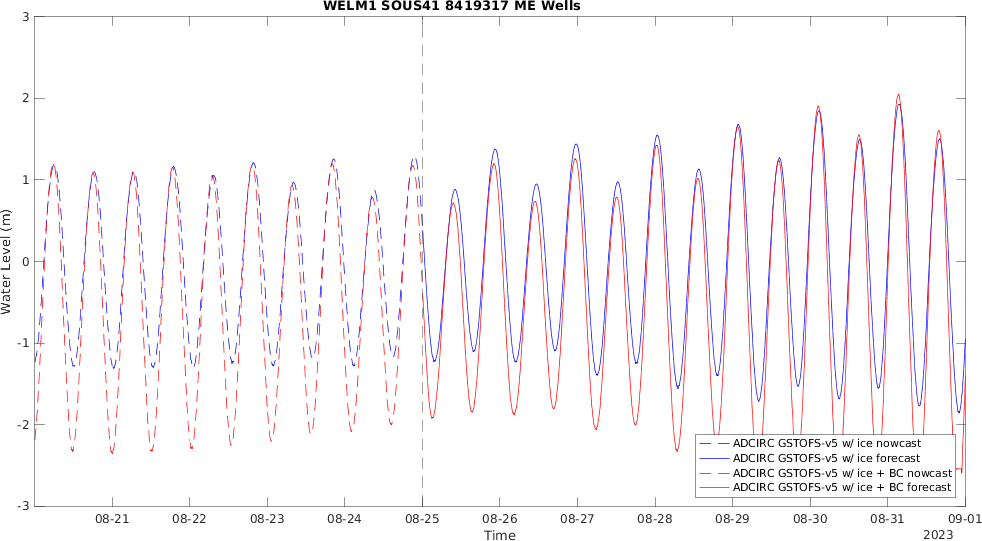 WELM1 SOUS41 8419317 ME Wells
3
2
1
0
-1
-2
-3
Water Level (m)
08-21
08-22
08-23
08-24
08-25
08-26
08-27
08-28
08-29
08-30
08-31
09-01
Time
2023
ADCIRC GSTOFS-v5 w/ ice nowcast
ADCIRC GSTOFS-v5 w/ ice forecast
ADCIRC GSTOFS-v5 w/ ice + BC nowcast
ADCIRC GSTOFS-v5 w/ ice + BC forecast